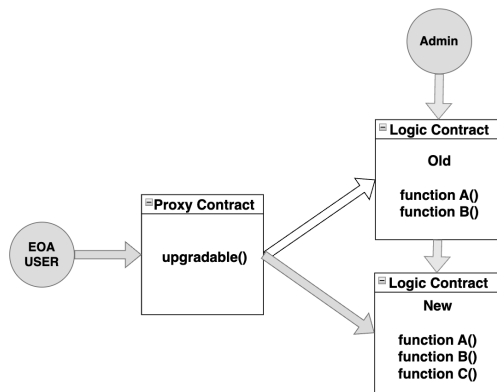 Admin
Logic Contract
Old
function A()
function B()
Proxy Contract
upgradable()
EOA
USER
Logic Contract
New
function A()
function B()
function C()